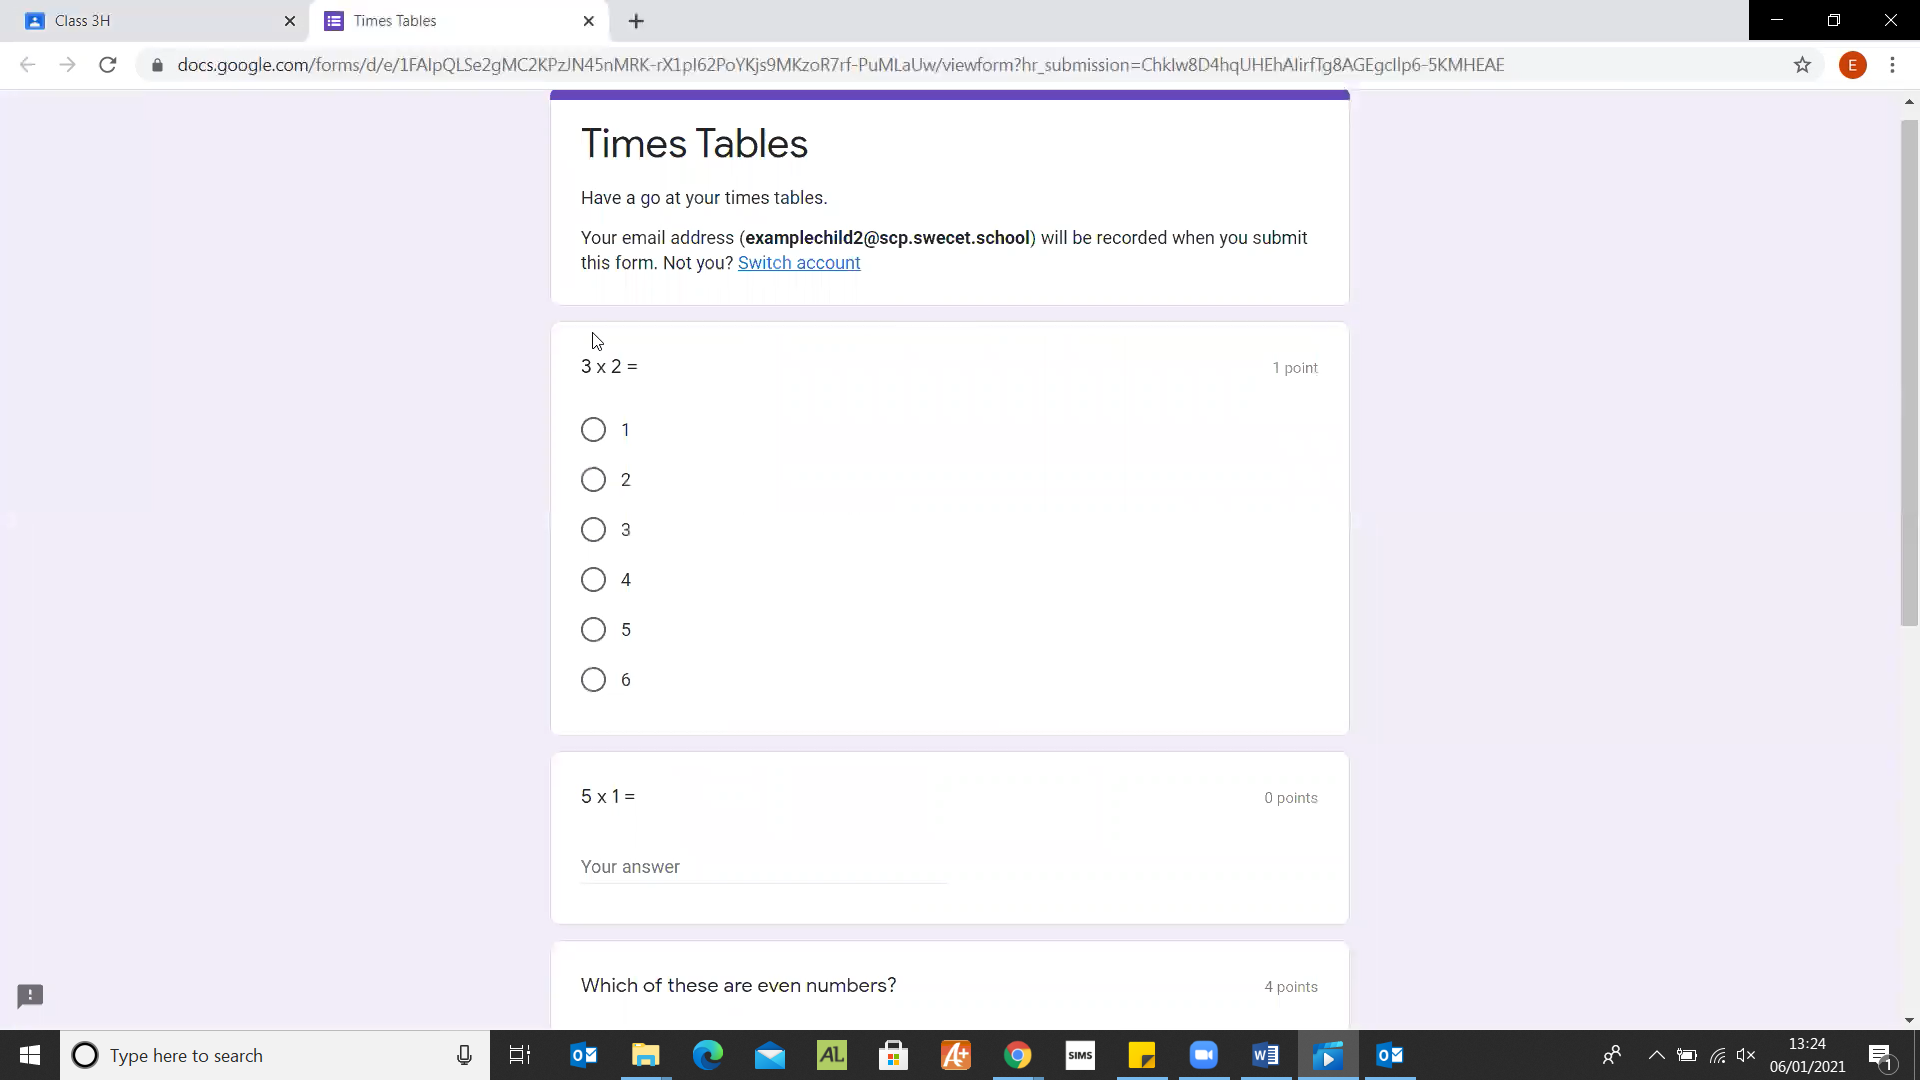 Class 3H
Times Tables
docs.google.com/forms/d/e/1FAIpQLSe2gMC2KPzJN45nMRK-rX1pI62PoYKjs9MKzoR7rf-PuMLaUw/viewform?hr_submission=ChkIw8D4hqUHEhAIirfTg8AGEgcIlp6-5KMHEAE
E
Times Tables
Have a go at your times tables.
Your email address (examplechild2@scp.swecet.school) will be recorded when you submit
this form. Not you? Switch account
3 x 2 =
1 point
1
2
3
4
5
6
5 x 1 =
0 points
Your answer
Which of these are even numbers?
4 points
Type here to search
AL
A+
SIMS
13:24
06/01/2021
1